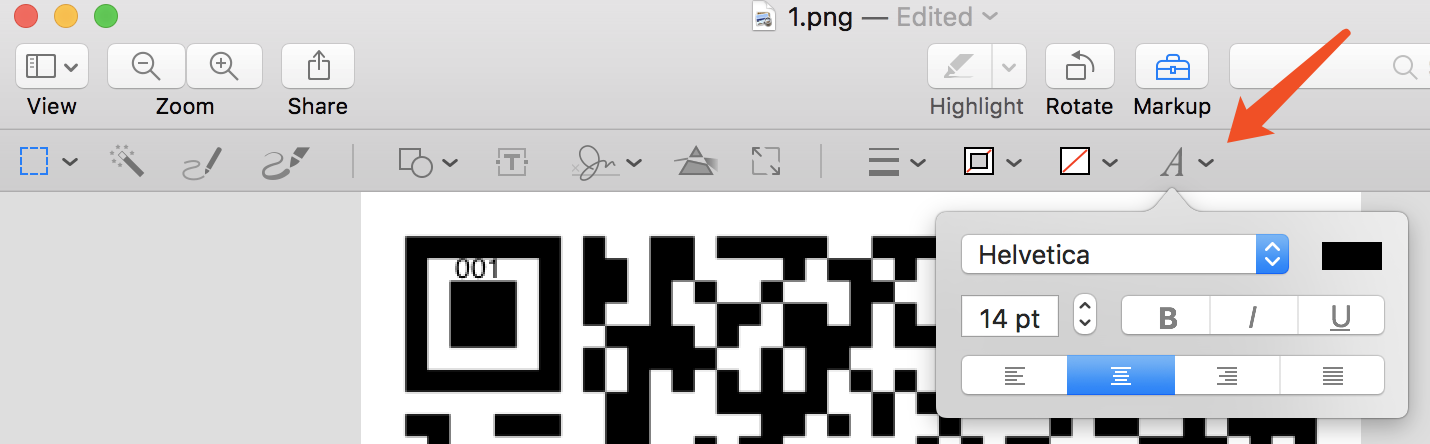 1.png — Edited
View
Zoom
Share
Highlight
Rotate
Markup
T
A
001
Helvetica
14 pt
B I U